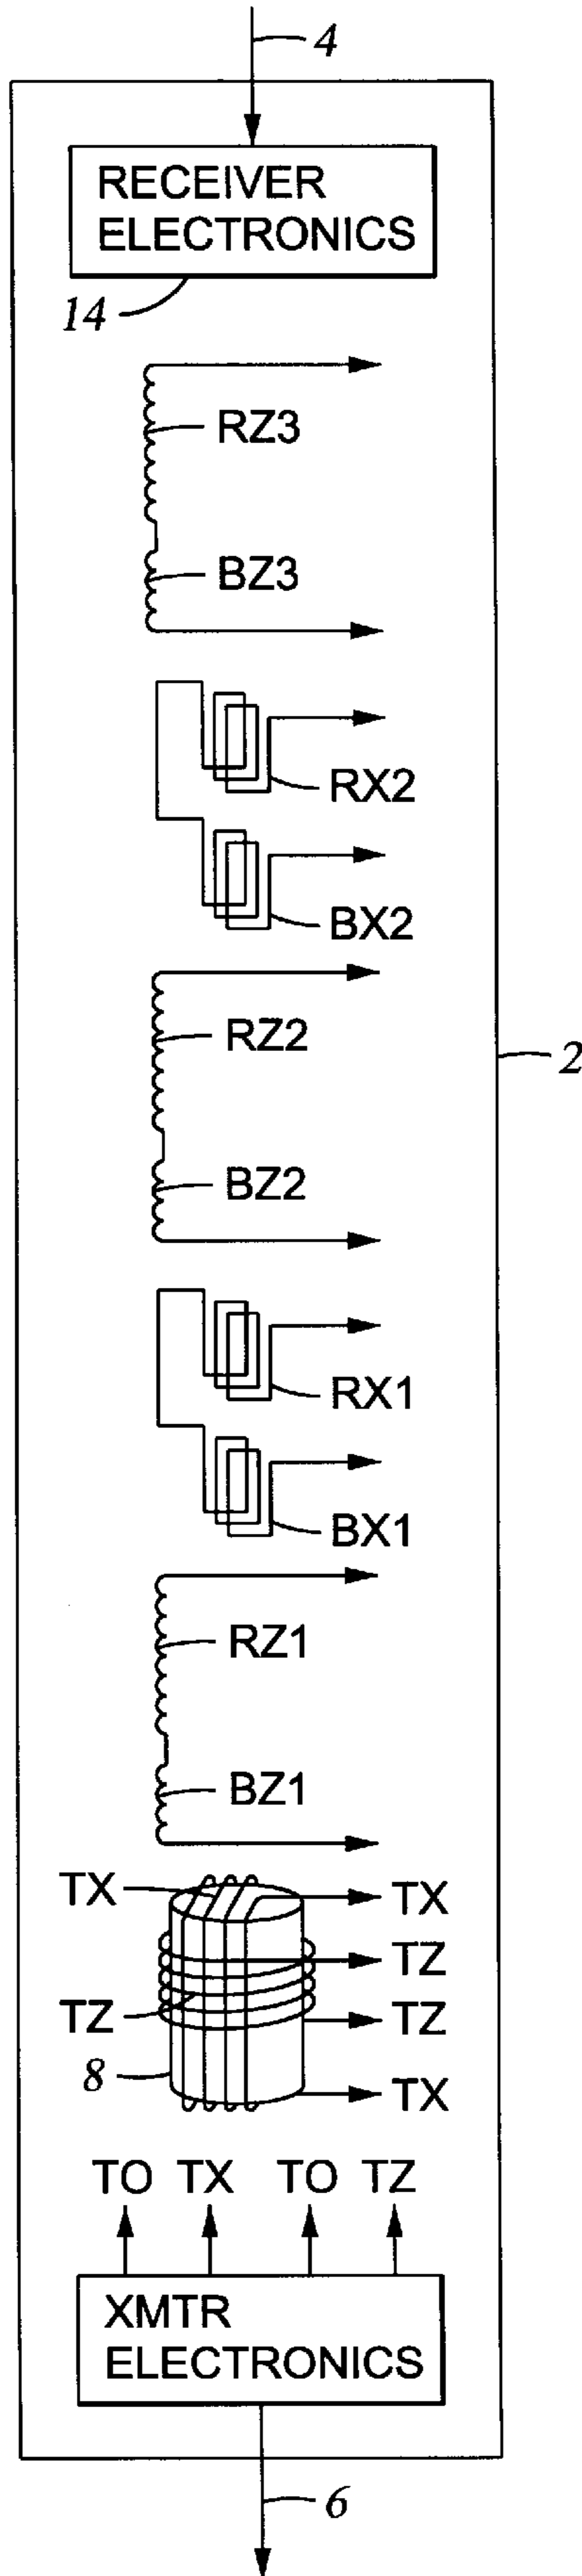 4
RECEIVER
ELECTRONICS
14
RZ3
BZ3
RX2
BX2
RZ2
2
BZ2
RX1
BX1
RZ1
BZ1
TX TX
TZ
TZ TZ
8 TX
TO TX TO TZ
XMTR
ELECTRONICS
6